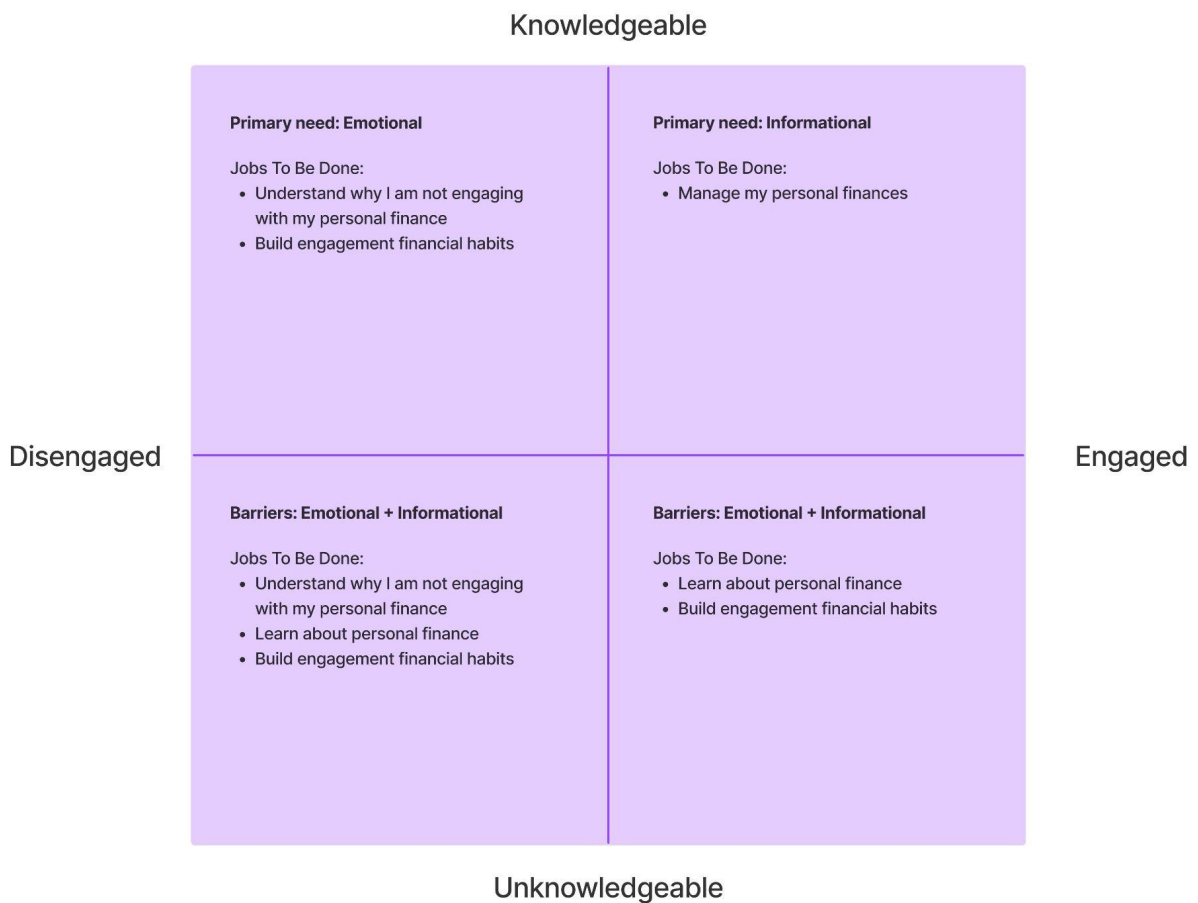 Knowledgeable
Primary need: Emotional
Jobs To Be Done:
• Understand why I am not engaging
with my personal finance
• Build engagement financial habits
Primary need: Informational
Jobs To Be Done:
• Manage my personal finances
Disengaged
Engaged
Barriers: Emotional + Informational
Jobs To Be Done:
• Understand why I am not engaging
with my personal finance
• Learn about personal finance
• Build engagement financial habits
Barriers: Emotional + Informational
Jobs To Be Done:
• Learn about personal finance
• Build engagement financial habits
Unknowledgeable